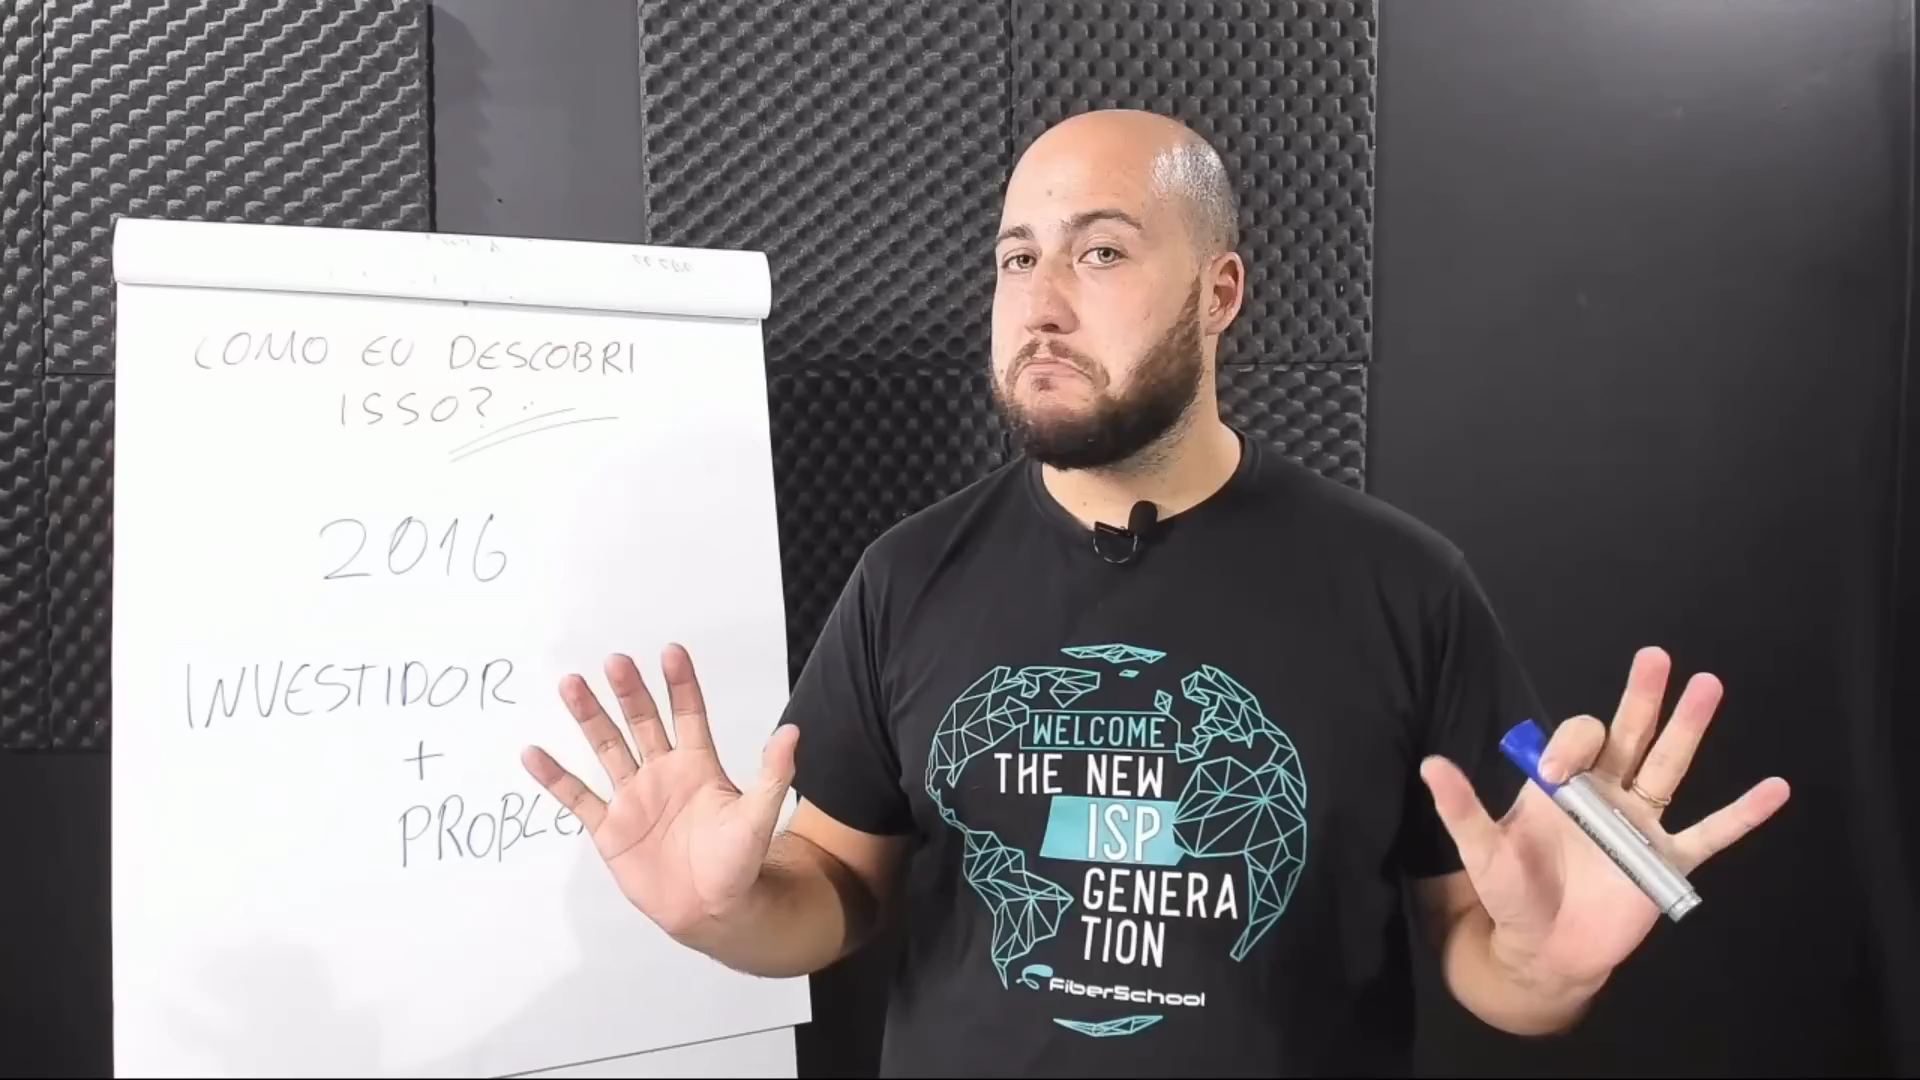 COMO EU DESCOBRI
ISSO?
2016
INVESTIDOR
+
WELCOME
THE NEW
ISP
GENERA
TION
FiberSchool